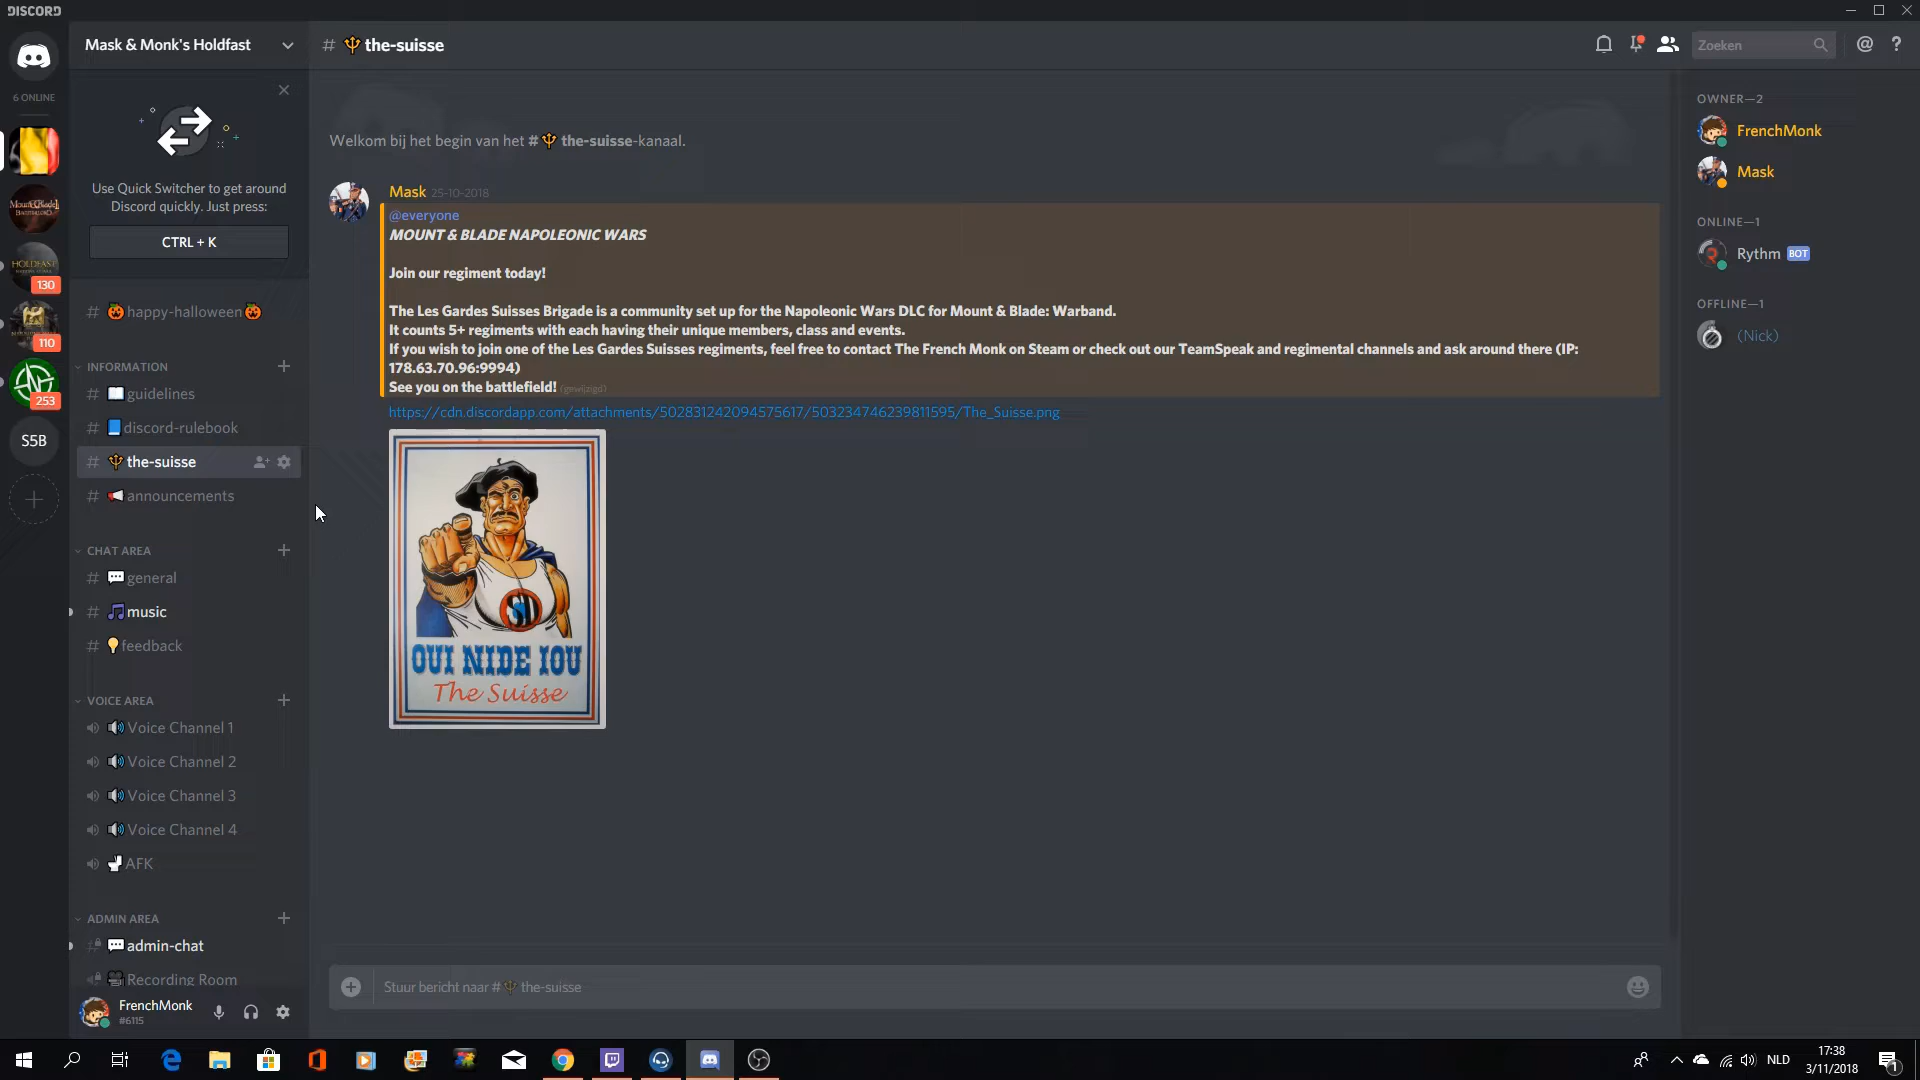 DISCORD
Mask & Monk's Holdfast
# the-suisse
Zoeken
@ ?
6 ONLINE
Use Quick Switcher to get around
Discord quickly. Just press:
CTRL + K
MOUNT&BLADE
HOLDFAST
130
110
253
S5B
# 🎃happy-halloween🎃
INFORMATION
# guidelines
# discord-rulebook
# the-suisse
# announcements
CHAT AREA
# general
# music
# feedback
VOICE AREA
Voice Channel 1
Voice Channel 2
Voice Channel 3
Voice Channel 4
AFK
ADMIN AREA
admin-chat
Recording Room
FrenchMonk
#6115
Welkom bij het begin van het # the-suisse-kanaal.
Mask 25-10-2018
@everyone
MOUNT & BLADE NAPOLEONIC WARS
Join our regiment today!
The Les Gardes Suisses Brigade is a community set up for the Napoleonic Wars DLC for Mount & Blade: Warband.
It counts 5+ regiments with each having their unique members, class and events.
If you wish to join one of the Les Gardes Suisses regiments, feel free to contact The French Monk on Steam or check out our TeamSpeak and regimental channels and ask around there (IP:
178.63.70.96:9994)
See you on the battlefield! (gewijzigd)
https://cdn.discordapp.com/attachments/502831242094575617/503234746239811595/The_Suisse.png
SD
OUI NIDE IOU
The Suisse
Stuur bericht naar # the-suisse
OWNER—2
FrenchMonk
Mask
ONLINE—1
Rythm BOT
OFFLINE—1
(Nick)
NLD
17:38
3/11/2018
1